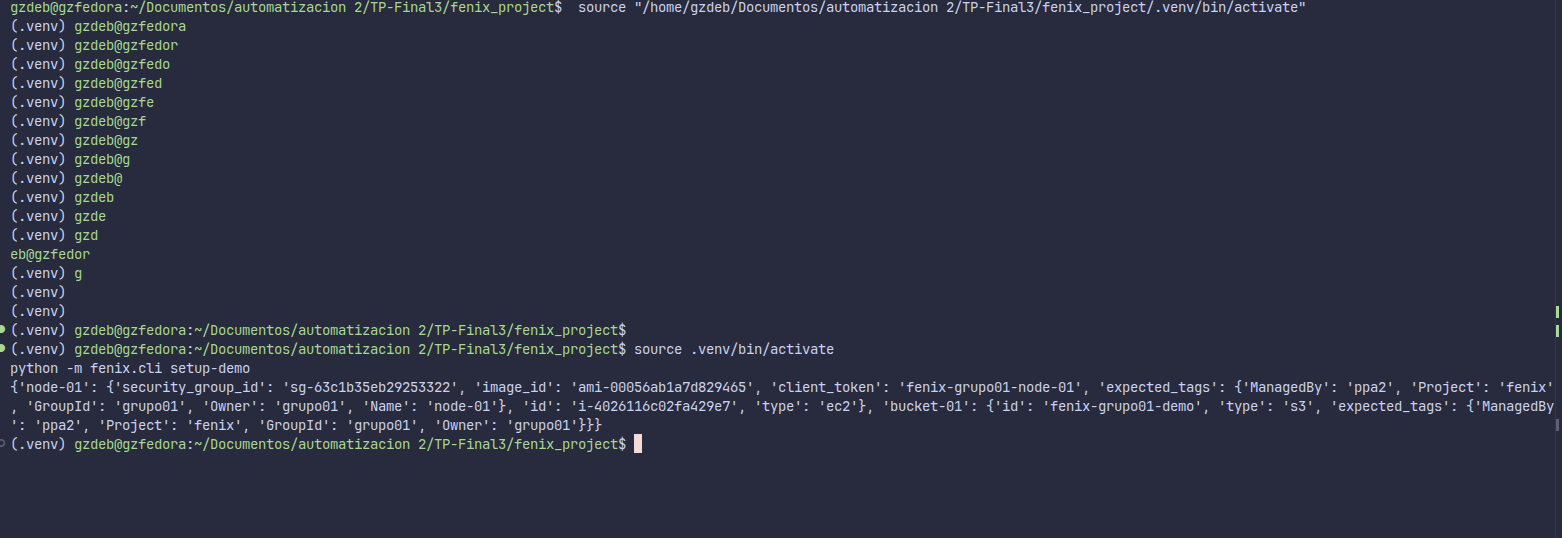 gzdeb@gzfedora:~/Documentos/automatizacion 2/TP-Final3/fenix_project$  source "/home/gzdeb/Documentos/automatizacion 2/TP-Final3/fenix_project/.venv/bin/activate"
(.venv) gzdeb@gzfedora
(.venv) gzdeb@gzfedor
(.venv) gzdeb@gzfedo
(.venv) gzdeb@gzfed
(.venv) gzdeb@gzfe
(.venv) gzdeb@gzf
(.venv) gzdeb@gz
(.venv) gzdeb@g
(.venv) gzdeb@
(.venv) gzdeb
(.venv) gzde
(.venv) gzd
eb@gzfedor
(.venv) g
(.venv)
(.venv)
(.venv) gzdeb@gzfedora:~/Documentos/automatizacion 2/TP-Final3/fenix_project$
(.venv) gzdeb@gzfedora:~/Documentos/automatizacion 2/TP-Final3/fenix_project$ source .venv/bin/activate
python -m fenix.cli setup-demo
{'node-01': {'security_group_id': 'sg-63c1b35eb29253322', 'image_id': 'ami-00056ab1a7d829465', 'client_token': 'fenix-grupo01-node-01', 'expected_tags': {'ManagedBy': 'ppa2', 'Project': 'fenix'
, 'GroupId': 'grupo01', 'Owner': 'grupo01', 'Name': 'node-01'}, 'id': 'i-4026116c02fa429e7', 'type': 'ec2'}, 'bucket-01': {'id': 'fenix-grupo01-demo', 'type': 's3', 'expected_tags': {'ManagedBy
': 'ppa2', 'Project': 'fenix', 'GroupId': 'grupo01', 'Owner': 'grupo01'}}}
(.venv) gzdeb@gzfedora:~/Documentos/automatizacion 2/TP-Final3/fenix_project$